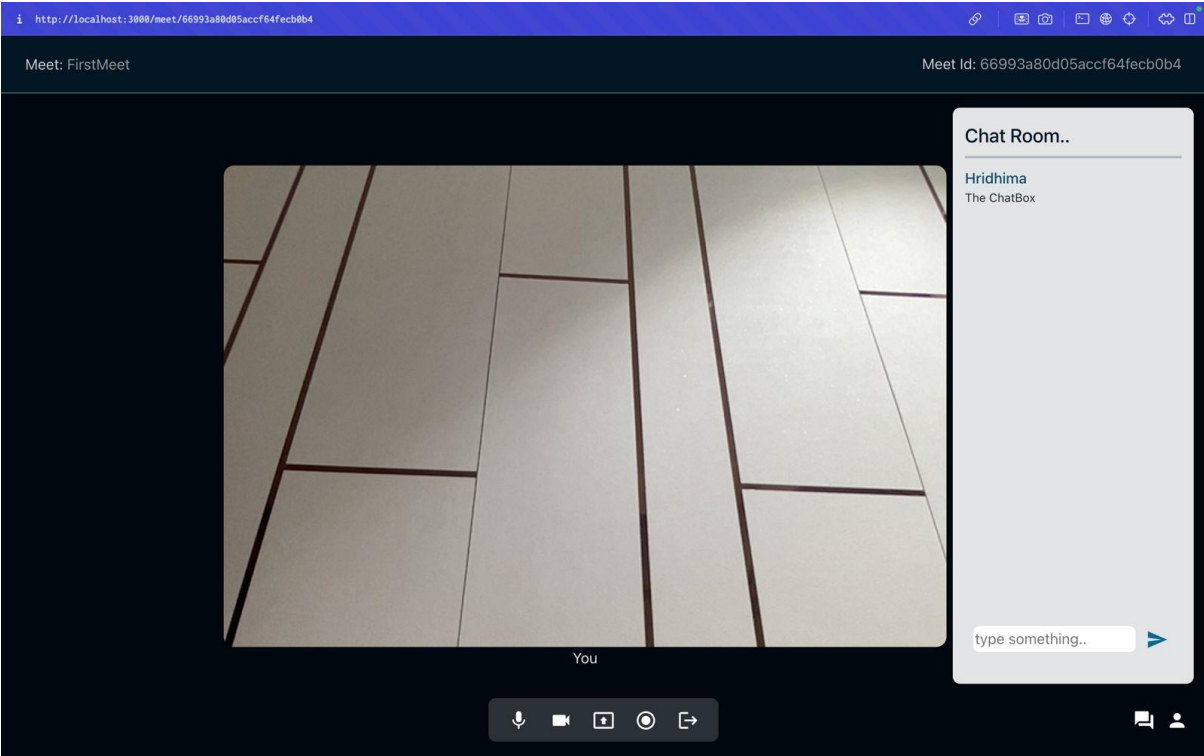 http://localhost:3000/meet/66993a80d05accf64fecb0b4
Meet: FirstMeet
Meet Id: 66993a80d05accf64fecb0b4
Chat Room..
Hridhima
The ChatBox
type something..
You